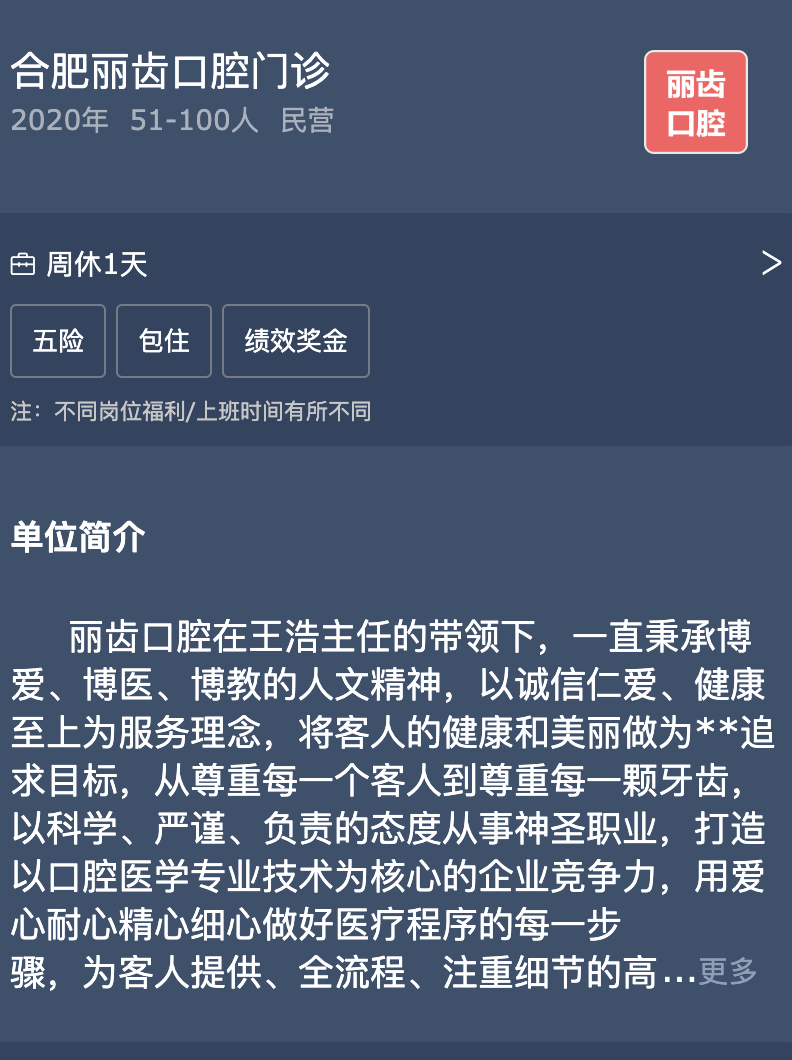 合肥丽齿口腔门诊
2020年 51-100人 民营
丽齿
口腔
周休1天
五险 包住 绩效奖金
注：不同岗位福利/上班时间有所不同
单位简介
丽齿口腔在王浩主任的带领下，一直秉承博
爱、博医、博教的人文精神，以诚信仁爱、健康
至上为服务理念，将客人的健康和美丽做为**追
求目标，从尊重每一个客人到尊重每一颗牙齿，
以科学、严谨、负责的态度从事神圣职业，打造
以口腔医学专业技术为核心的企业竞争力，用爱
心耐心精心细心做好医疗程序的每一步
骤，为客人提供、全流程、注重细节的高...更多